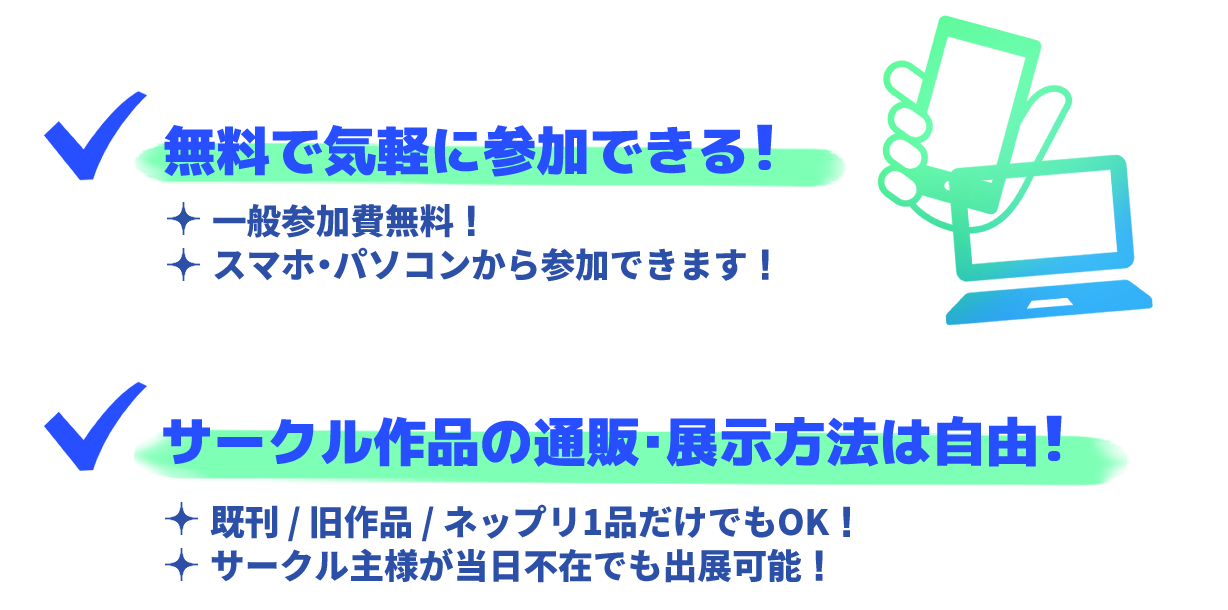 無料で気軽に参加できる!
一般参加費無料！
スマホ・パソコンから参加できます！
サークル作品の通販・展示方法は自由!
既刊 / 旧作品 / ネップリ1品だけでもOK！
サークル主様が当日不在でも出展可能！